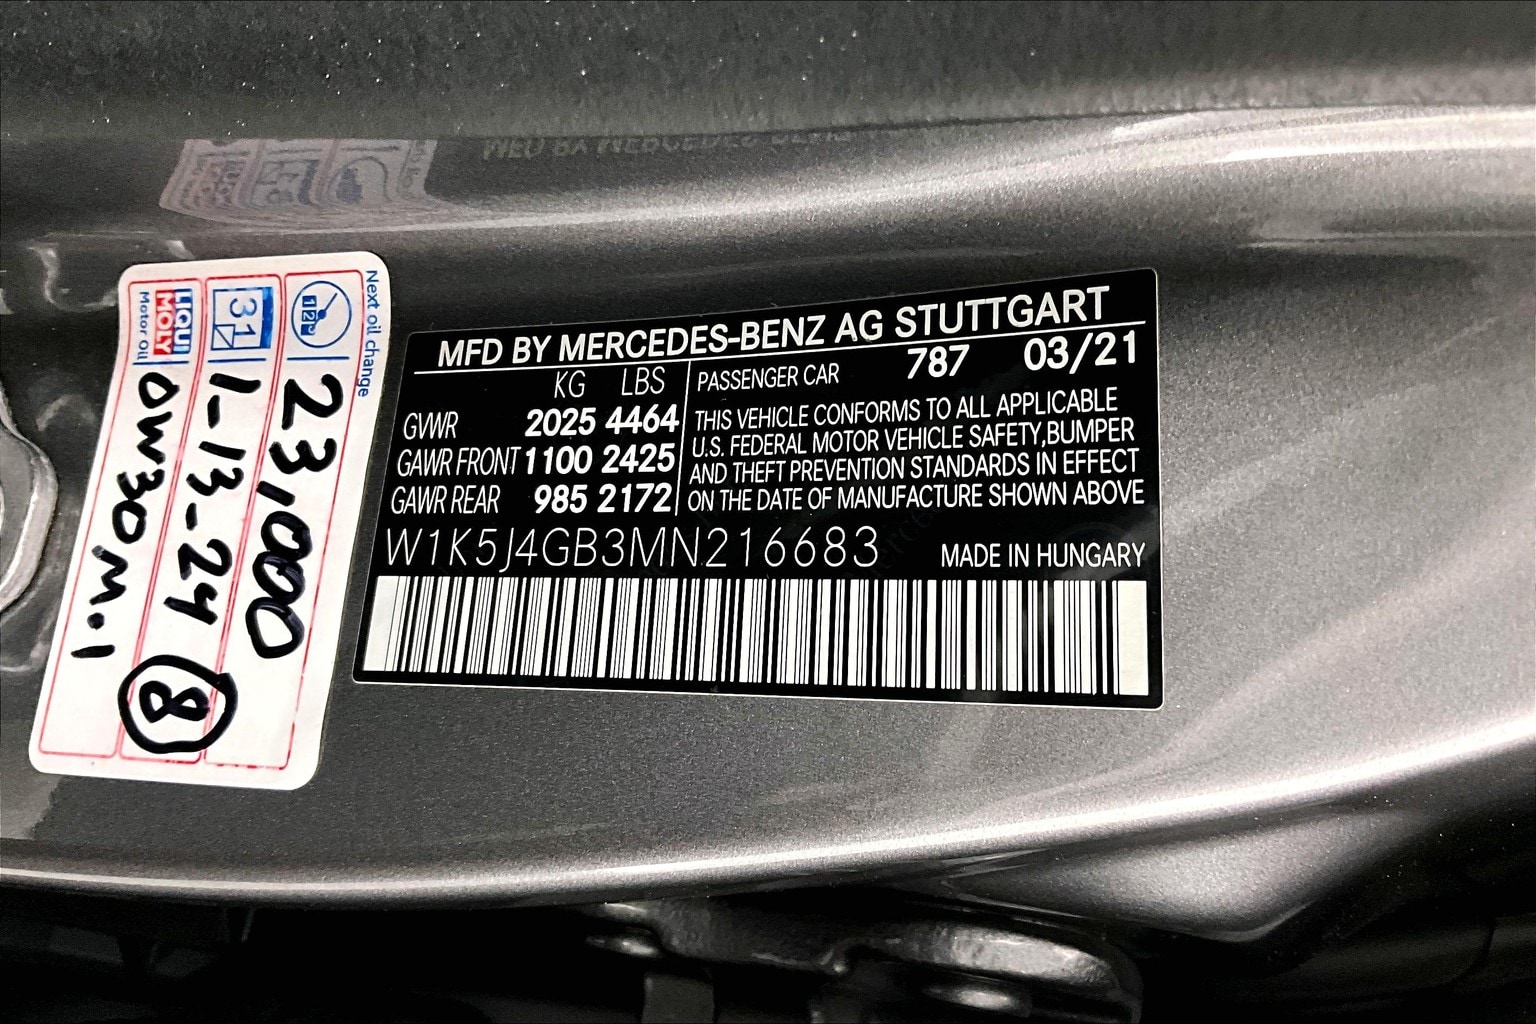 Next oil change
23,000
31
1-13-24
8
LIQUI
MOLY
Motor Oil
0W30M.1
MFD BY MERCEDES-BENZ AG STUTTGART
KG LBS
GVWR 2025 4464
GAWR FRONT 1100 2425
GAWR REAR 985 2172
PASSENGER CAR 787 03/21
THIS VEHICLE CONFORMS TO ALL APPLICABLE
U.S. FEDERAL MOTOR VEHICLE SAFETY,BUMPER
AND THEFT PREVENTION STANDARDS IN EFFECT
ON THE DATE OF MANUFACTURE SHOWN ABOVE
W1K5J4GB3MN216683 MADE IN HUNGARY